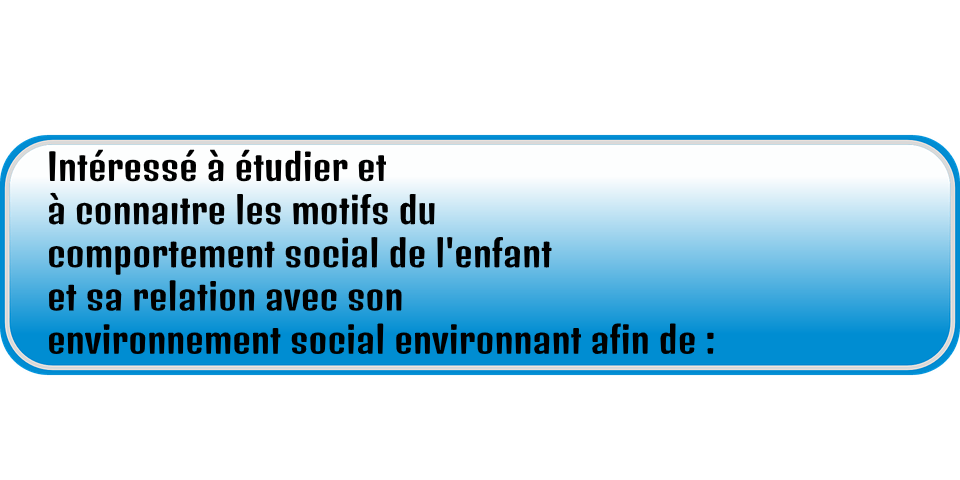 Intéressé à étudier et
à connaıtre les motifs du
comportement social de l'enfant
et sa relation avec son
environnement social environnant afin de :